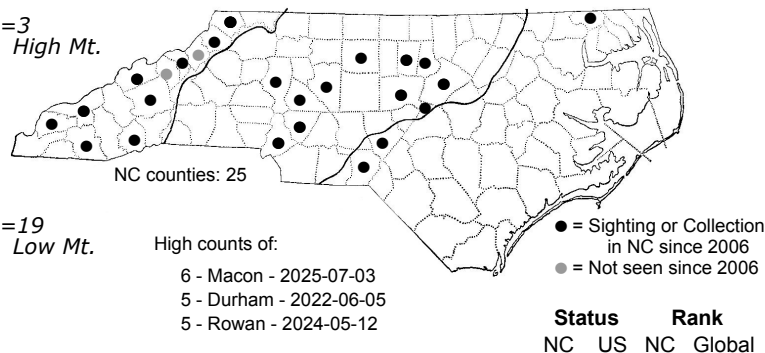 =3
High Mt.
NC counties: 25
=19
Low Mt.
High counts of:
6 - Macon - 2025-07-03
5 - Durham - 2022-06-05
5 - Rowan - 2024-05-12
= Sighting or Collection
in NC since 2006
= Not seen since 2006
Status Rank
NC US NC Global